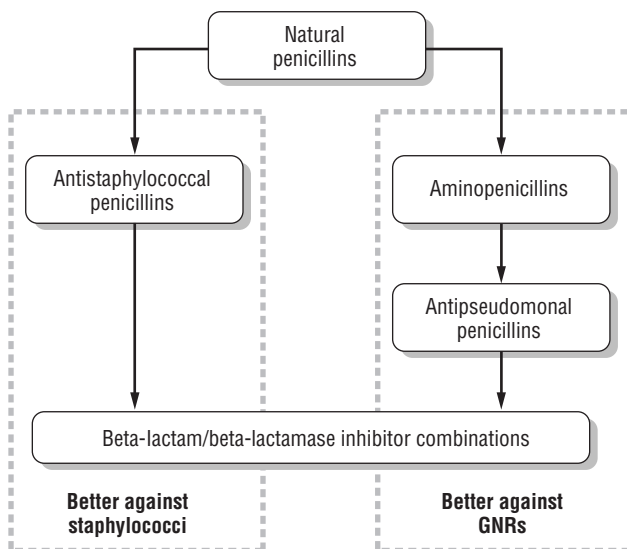 Natural
penicillins
Antistaphylococcal
penicillins
Aminopenicillins
Antipseudomonal
penicillins
Beta-lactam/beta-lactamase inhibitor combinations
Better against
staphylococci
Better against
GNRs